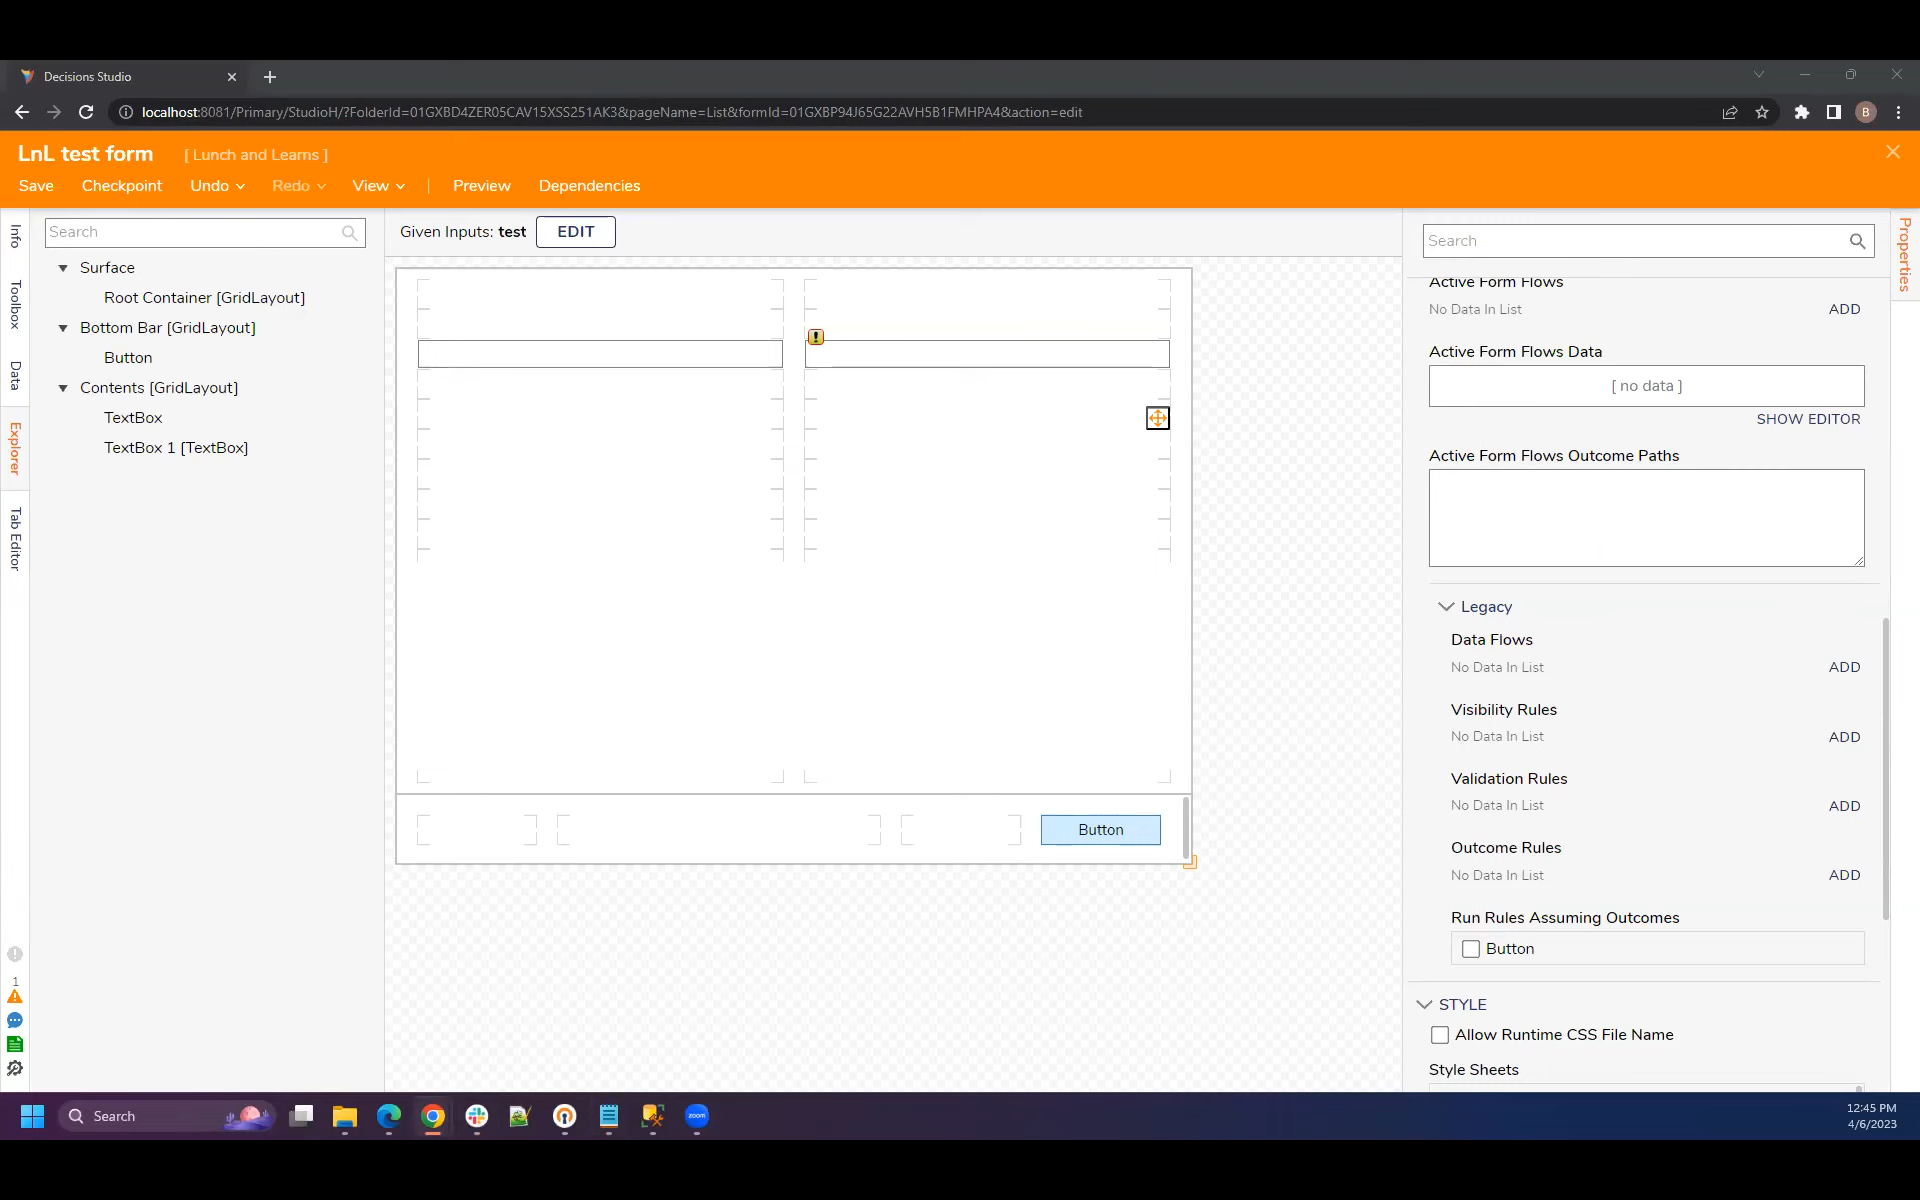 Decisions Studio
localhost:8081/Primary/StudioH/?FolderId=01GXBD4ZER05CAV15XSS251AK3&pageName=List&formId=01GXBP94J65G22AVH5B1FMHPA4&action=edit
B
LnL test form [ Lunch and Learns ]
Save Checkpoint Undo Redo View | Preview Dependencies
Info
Toolbox
Data
Explorer
Tab Editor
1
Search
Surface
Root Container [GridLayout]
Bottom Bar [GridLayout]
Button
Contents [GridLayout]
TextBox
TextBox 1 [TextBox]
Given Inputs: test EDIT
!
Button
Properties
Search
Active Form Flows
No Data In List ADD
Active Form Flows Data
[ no data ]
SHOW EDITOR
Active Form Flows Outcome Paths
Legacy
Data Flows
No Data In List ADD
Visibility Rules
No Data In List ADD
Validation Rules
No Data In List ADD
Outcome Rules
No Data In List ADD
Run Rules Assuming Outcomes
Button
STYLE
Allow Runtime CSS File Name
Style Sheets
Search
zoom
12:45 PM
4/6/2023